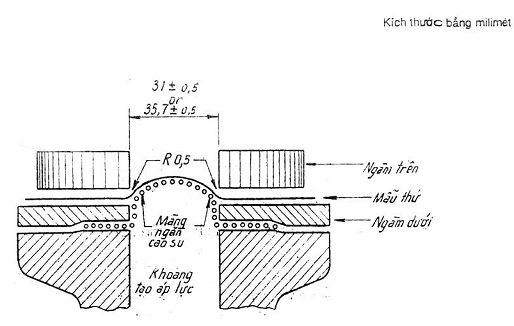 Kích thước bằng milimét
31 ± 0,5
or
35,7 ± 0,5
R 0,5
Ngàm trên
Mẫu thử
Ngàm dưới
Màng
ngăn
cao su
Khoang
tạo áp lực